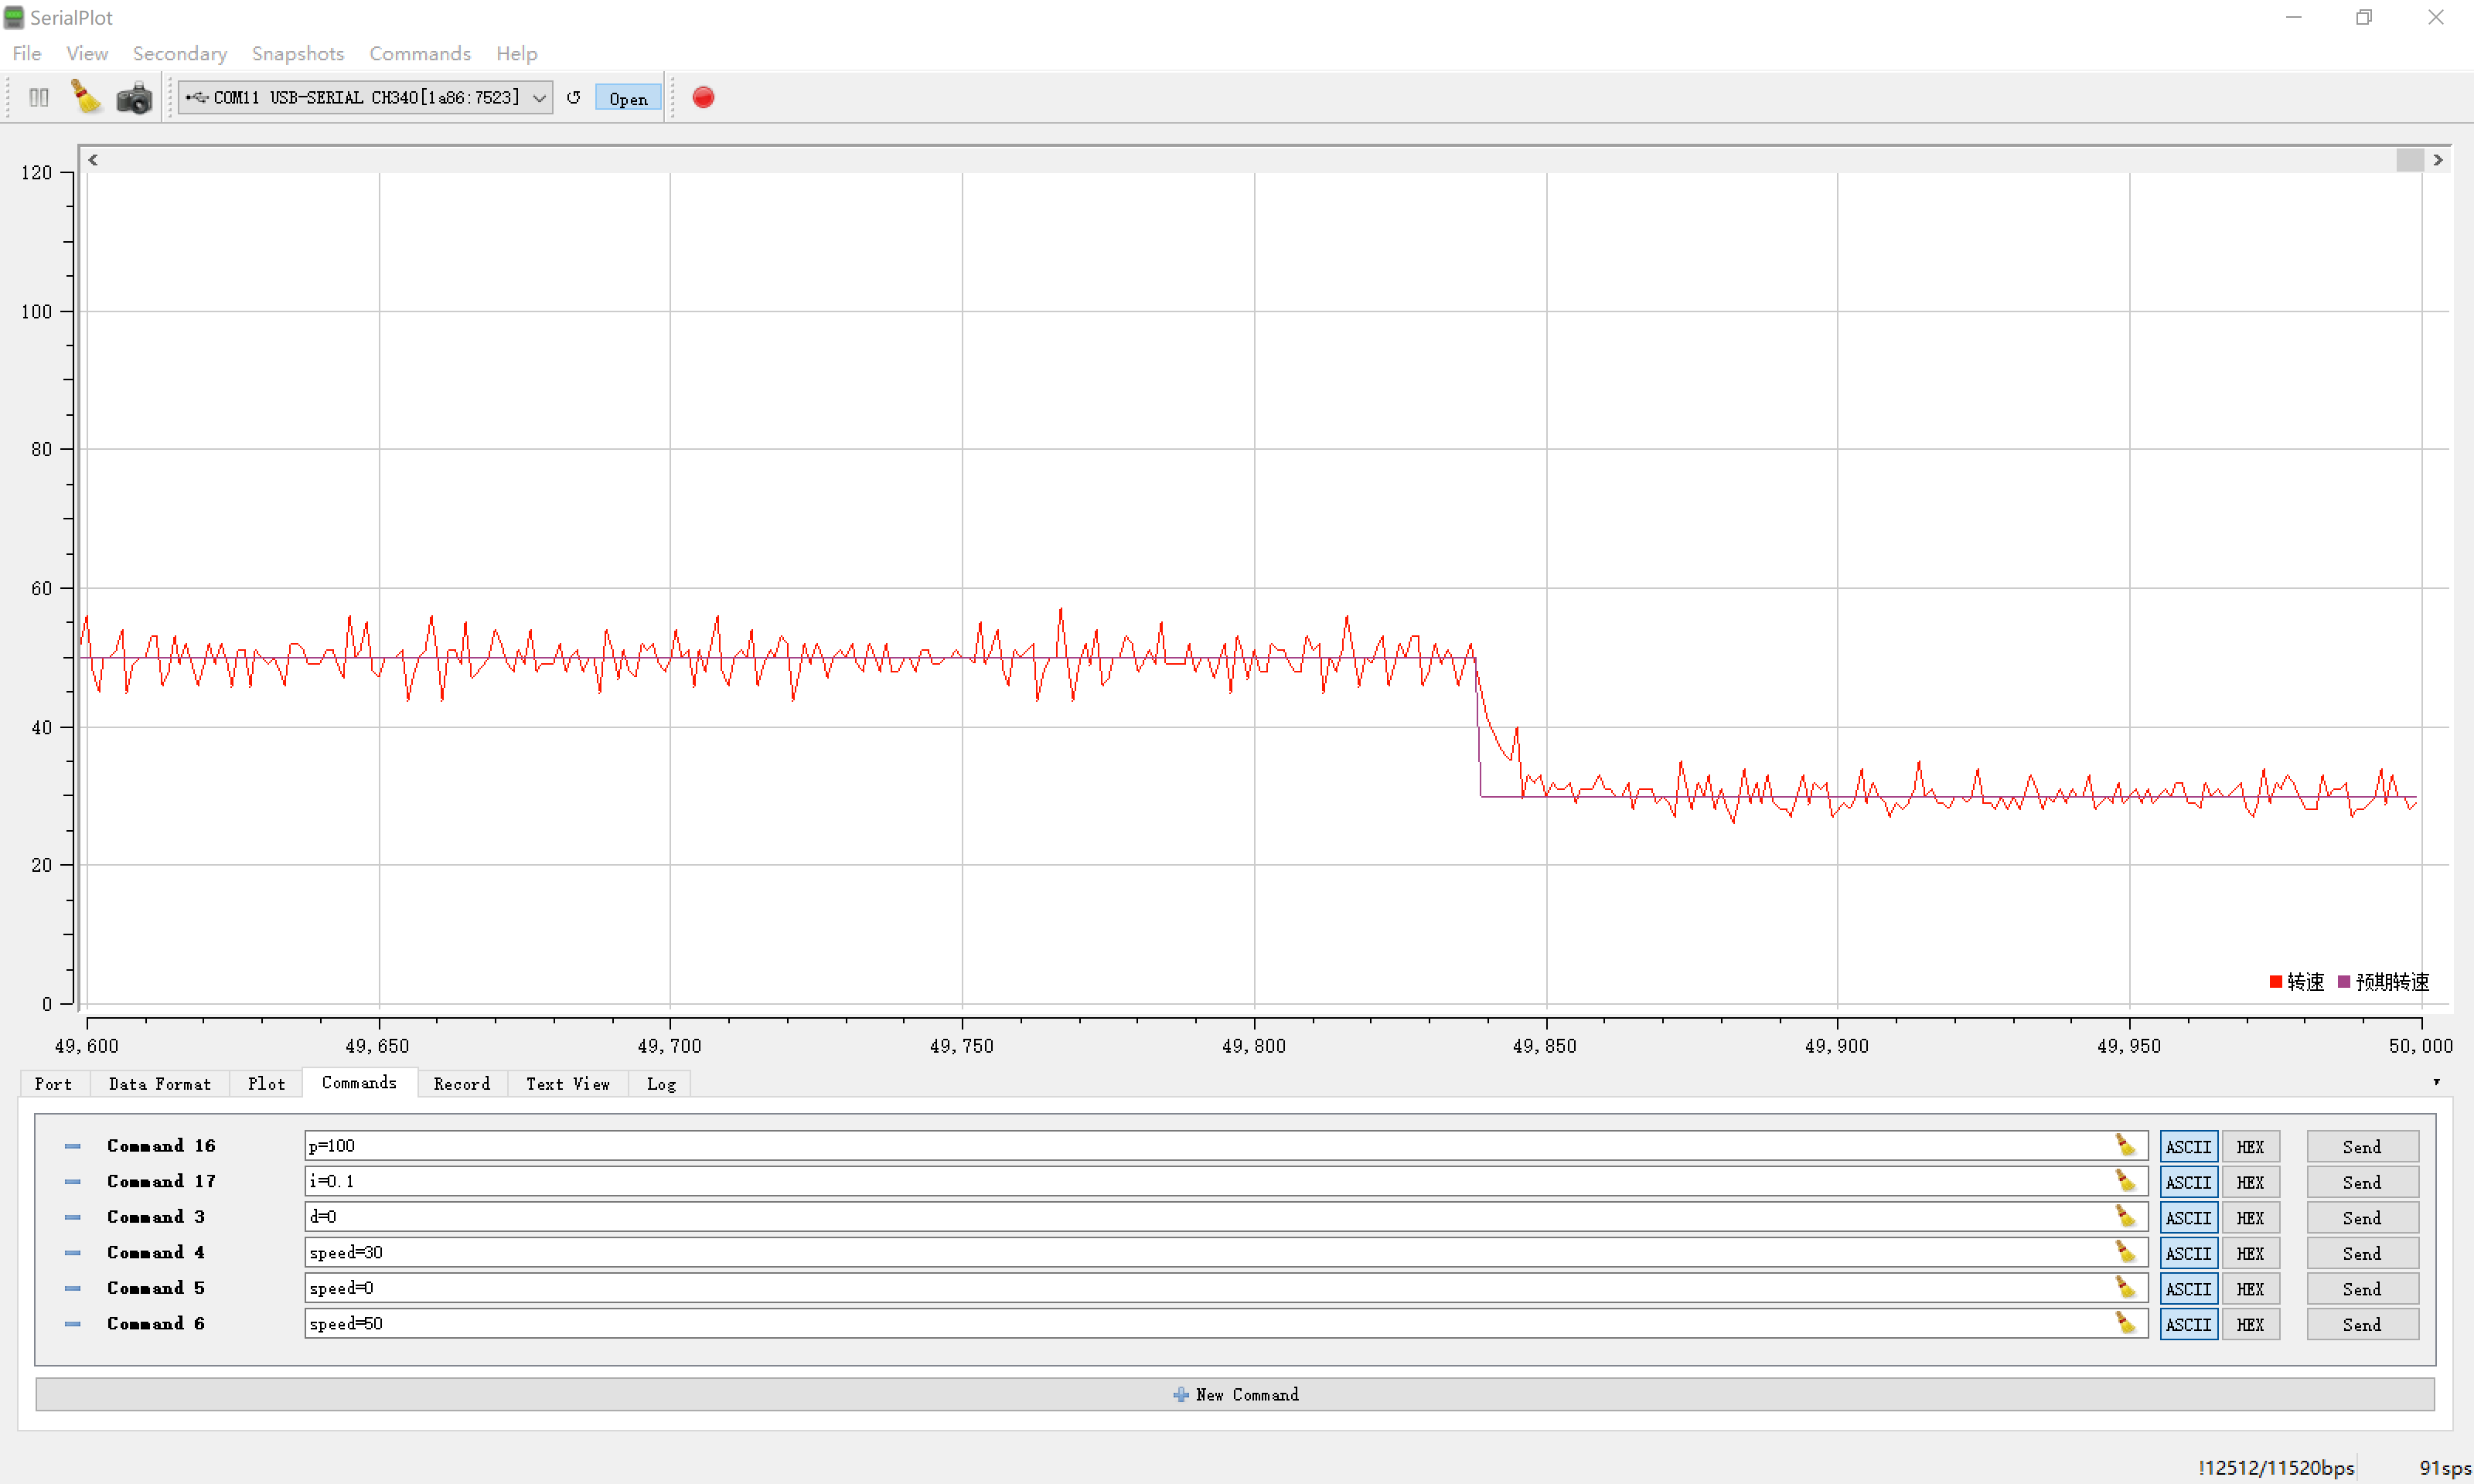 SerialPlot
File View Secondary Snapshots Commands Help
COM11 USB-SERIAL CH340[1a86:7523] Open
120
100
80
60
40
20
0
转速 预期转速
49,600 49,650 49,700 49,750 49,800 49,850 49,900 49,950 50,000
Port Data Format Plot Commands Record Text View Log
Command 16 p=100 ASCII HEX Send
Command 17 i=0.1 ASCII HEX Send
Command 3 d=0 ASCII HEX Send
Command 4 speed=30 ASCII HEX Send
Command 5 speed=0 ASCII HEX Send
Command 6 speed=50 ASCII HEX Send
New Command
!12512/11520bps 91sps